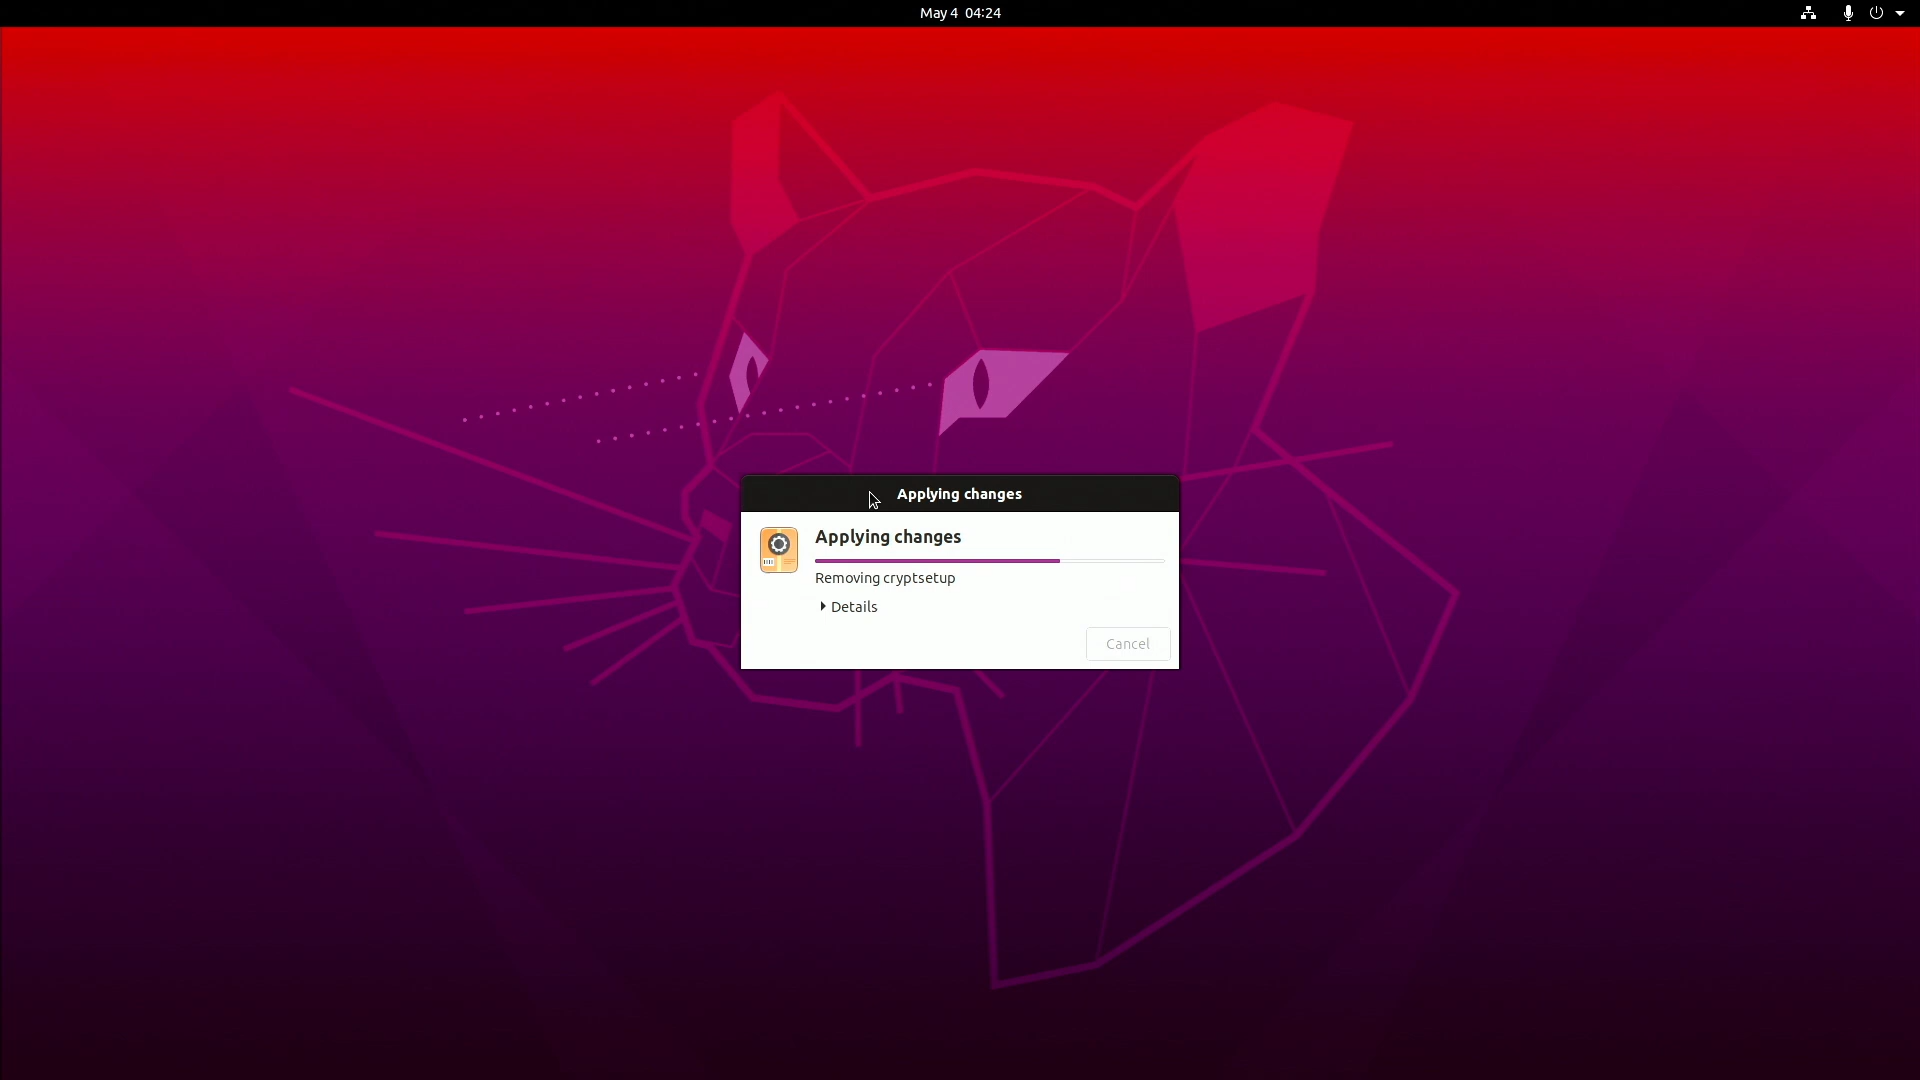 May 4 04:24
Applying changes
Applying changes
Removing cryptsetup
Details
Cancel